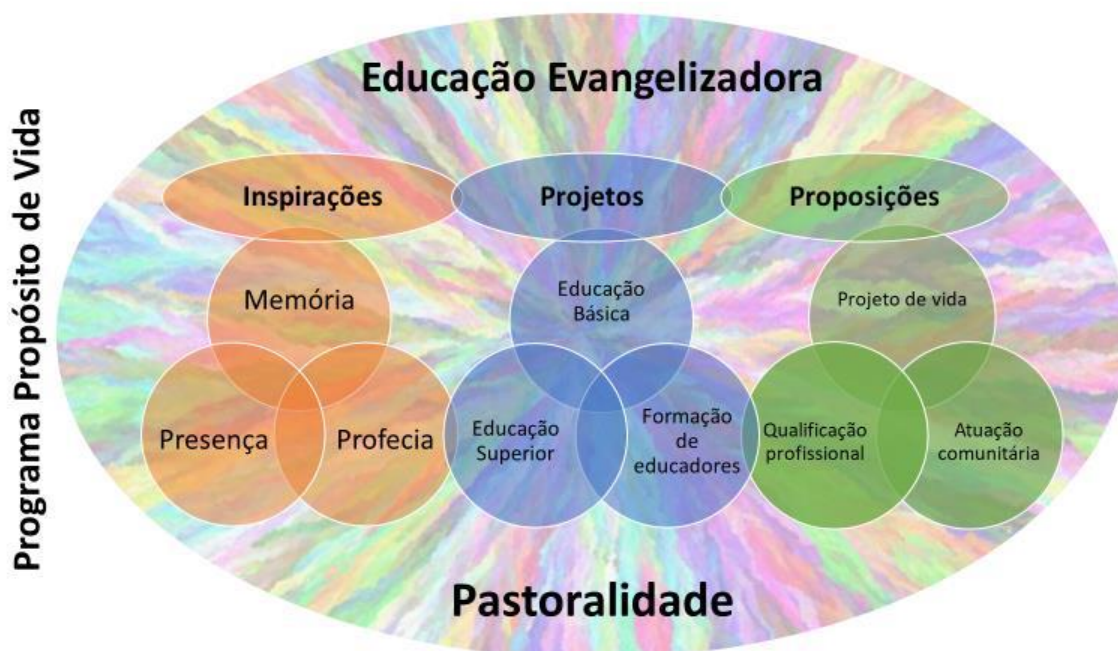 Programa Propósito de Vida
Educação Evangelizadora
Inspirações
Projetos
Proposições
Memória
Presença
Profecia
Educação
Básica
Educação
Superior
Formação
de
educadores
Projeto de vida
Qualificação
profissional
Atuação
comunitária
Pastoralidade